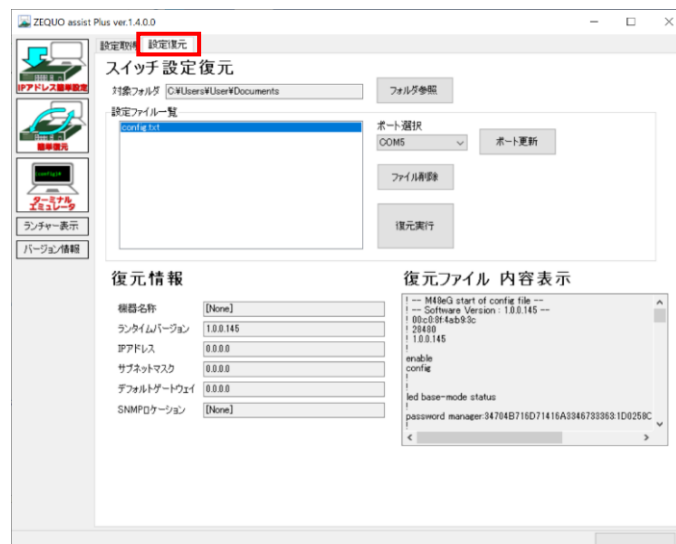 ZEQUO assist Plus ver.1.4.0.0
設定取得 設定復元
IPアドレス簡単設定
簡単復元
configure
ターミナル
エミュレータ
ランチャー表示
バージョン情報
スイッチ設定復元
対象フォルダ C:¥Users¥User¥Documents フォルダ参照
設定ファイル一覧
config.txt
ポート選択
COM5 ポート更新
ファイル削除
復元実行
復元情報
機器名称 [None]
ランタイムバージョン 1.0.0.145
IPアドレス 0.0.0.0
サブネットマスク 0.0.0.0
デフォルトゲートウェイ 0.0.0.0
SNMPロケーション [None]
復元ファイル 内容表示
! -- M48eG start of config file --
! -- Software Version : 1.0.0.145 --
! 00:c0:8f:4a:b9:3c
! 28480
! 1.0.0.145
!
enable
config
!
!
led base-mode status
!
password manager:34704B716D71416A3346733363:1D0258C